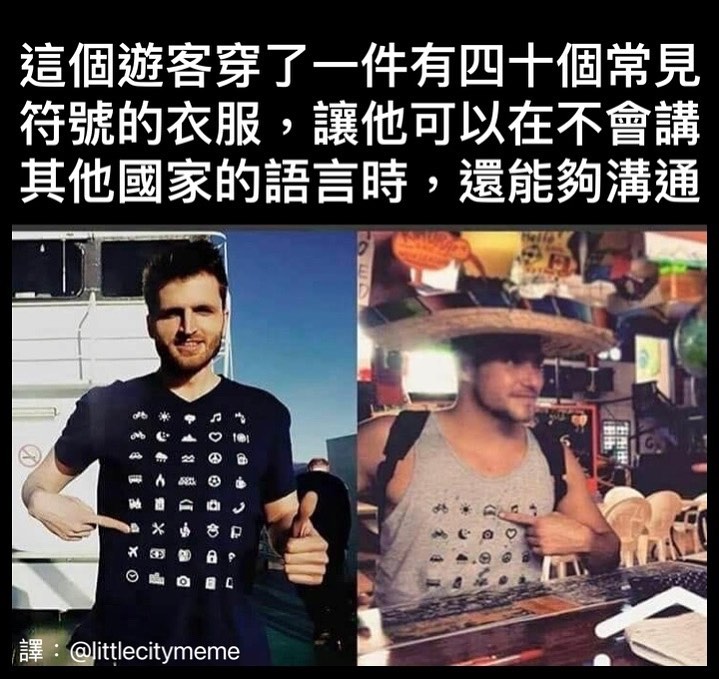 這個遊客穿了一件有四十個常見
符號的衣服，讓他可以在不會講
其他國家的語言時，還能夠溝通
譯：@littlecitymeme